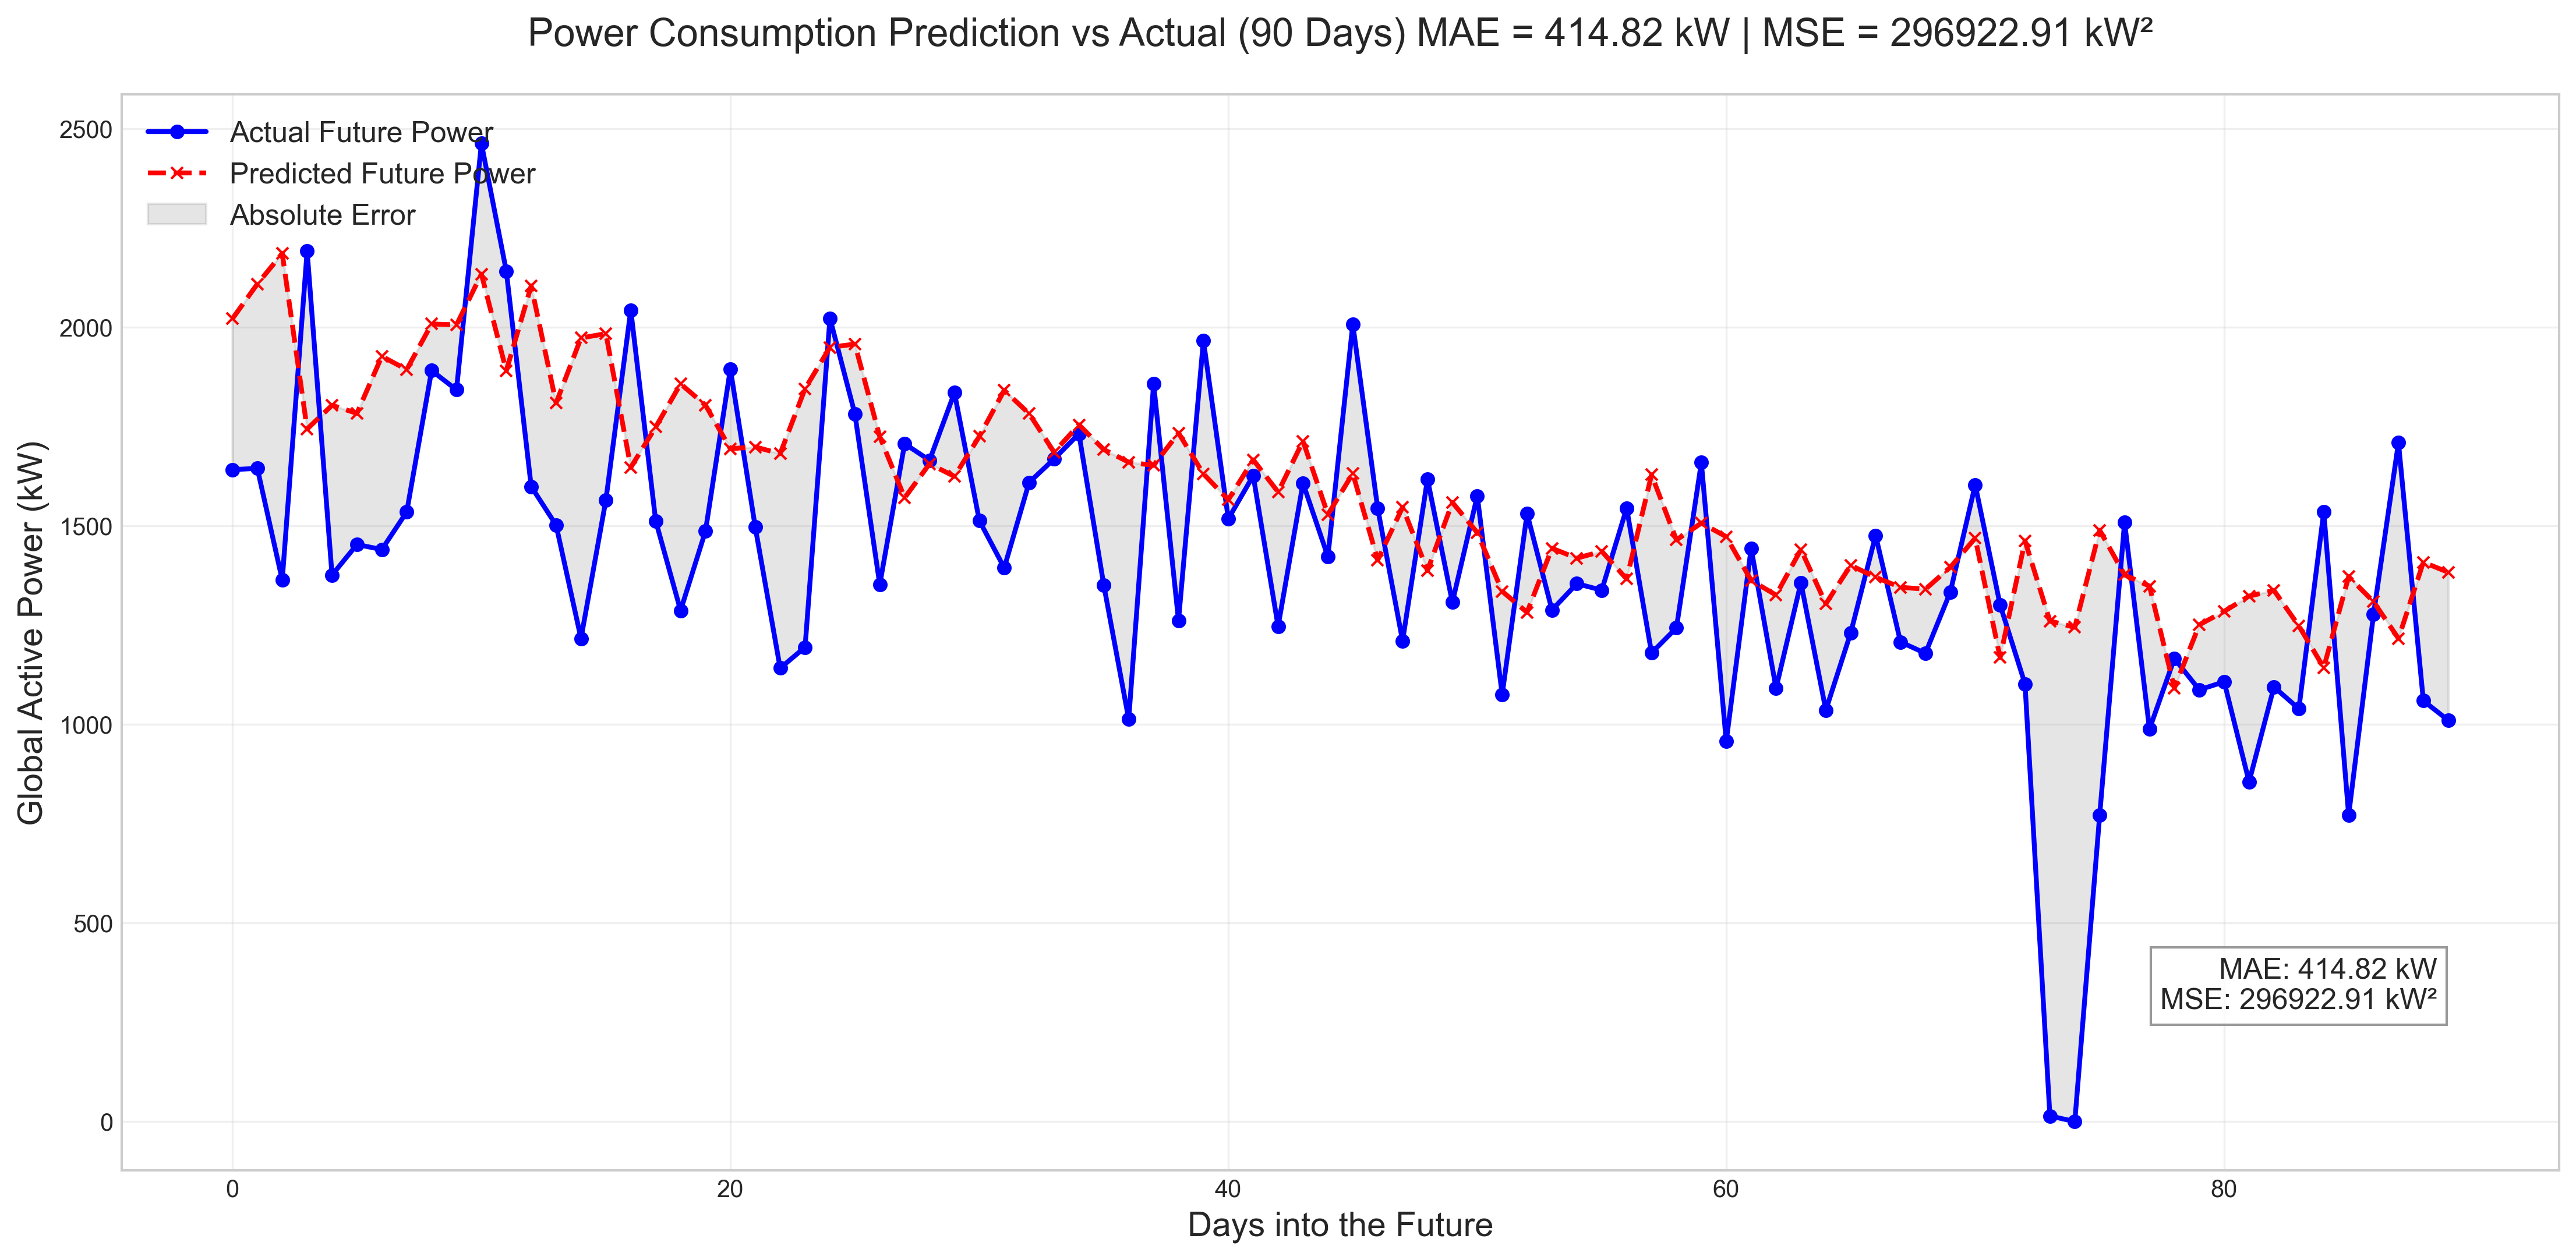 Power Consumption Prediction vs Actual (90 Days) MAE = 414.82 kW | MSE = 296922.91 kW²
Actual Future Power
Predicted Future Power
Absolute Error
Global Active Power (kW)
2500
2000
1500
1000
500
0
MAE: 414.82 kW
MSE: 296922.91 kW²
0
20
40
60
80
Days into the Future